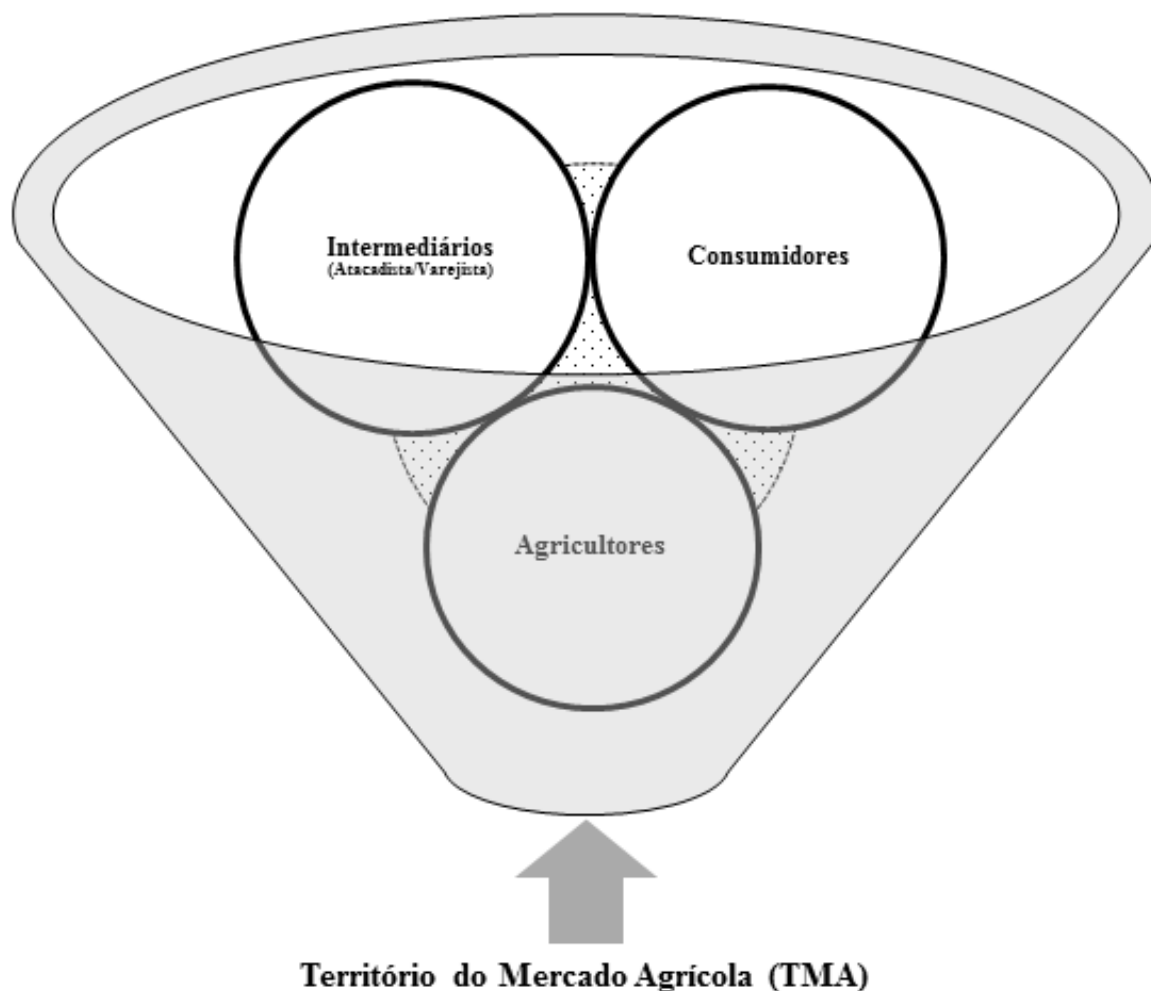 Intermediários
(Atacadista/Varejista)
Consumidores
Agricultores
Território do Mercado Agrícola (TMA)